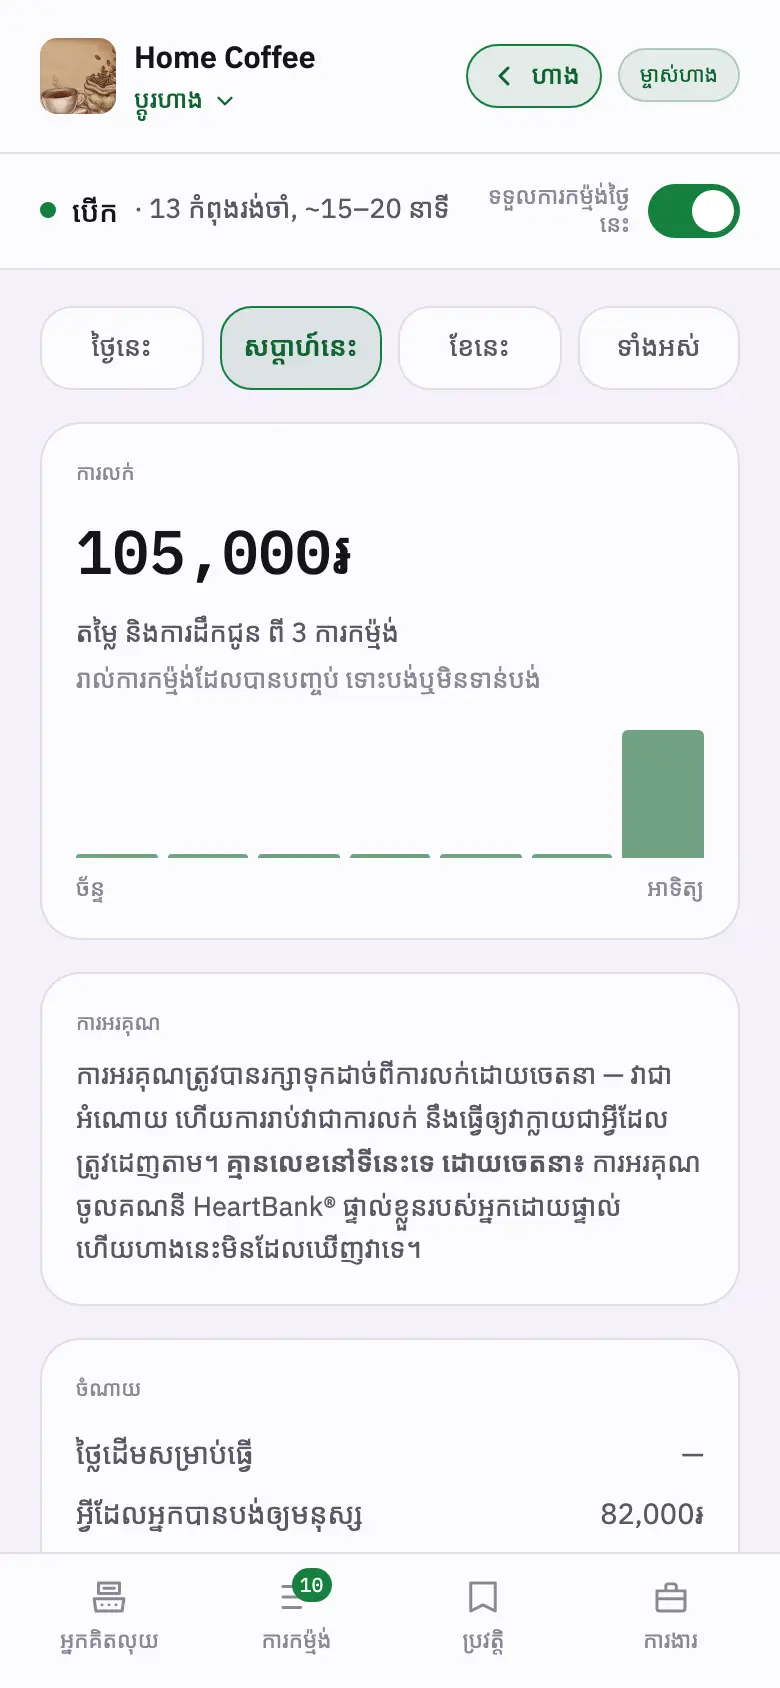 Home Coffee
ប្ដូរហាង
ហាង
ម្ចាស់ហាង
បើក · 13 កំពុងរង់ចាំ, ~15–20 នាទី
ទទួលការកម្ម៉ង់ថ្ងៃ
នេះ
ថ្ងៃនេះ
សប្ដាហ៍នេះ
ខែនេះ
ទាំងអស់
ការលក់
105,000៛
តម្លៃ និងការដឹកជូន ពី 3 ការកម្ម៉ង់
រាល់ការកម្ម៉ង់ដែលបានបញ្ចប់ ទោះបង់ឬមិនទាន់បង់
ច័ន្ទ
អាទិត្យ
ការអរគុណ
ការអរគុណត្រូវបានរក្សាទុកដាច់ពីការលក់ដោយចេតនា — វាជា
អំណោយ ហើយការរាប់វាជាការលក់ នឹងធ្វើឲ្យវាក្លាយជាអ្វីដែល
ត្រូវដេញតាម។ គ្មានលេខនៅទីនេះទេ ដោយចេតនា៖ ការអរគុណ
ចូលគណនី HeartBank® ផ្ទាល់ខ្លួនរបស់អ្នកដោយផ្ទាល់
ហើយហាងនេះមិនដែលឃើញវាទេ។
ចំណាយ
ថ្លៃដើមសម្រាប់ធ្វើ —
អ្វីដែលអ្នកបានបង់ឲ្យមនុស្ស 82,000៛
10
អ្នកគិតលុយ
ការកម្ម៉ង់
ប្រវត្តិ
ការងារ